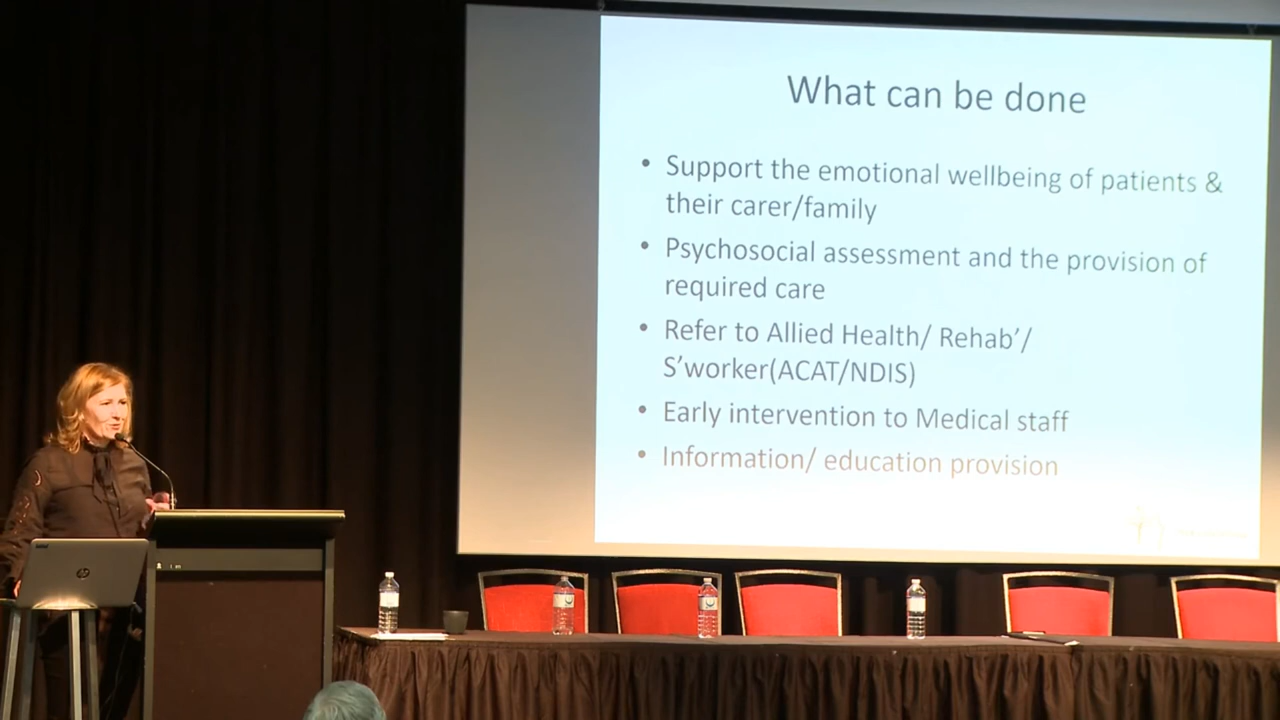 What can be done
• Support the emotional wellbeing of patients &
their carer/family
• Psychosocial assessment and the provision of
required care
• Refer to Allied Health/ Rehab’/
S’worker(ACAT/NDIS)
• Early intervention to Medical staff
• Information/ education provision
hp